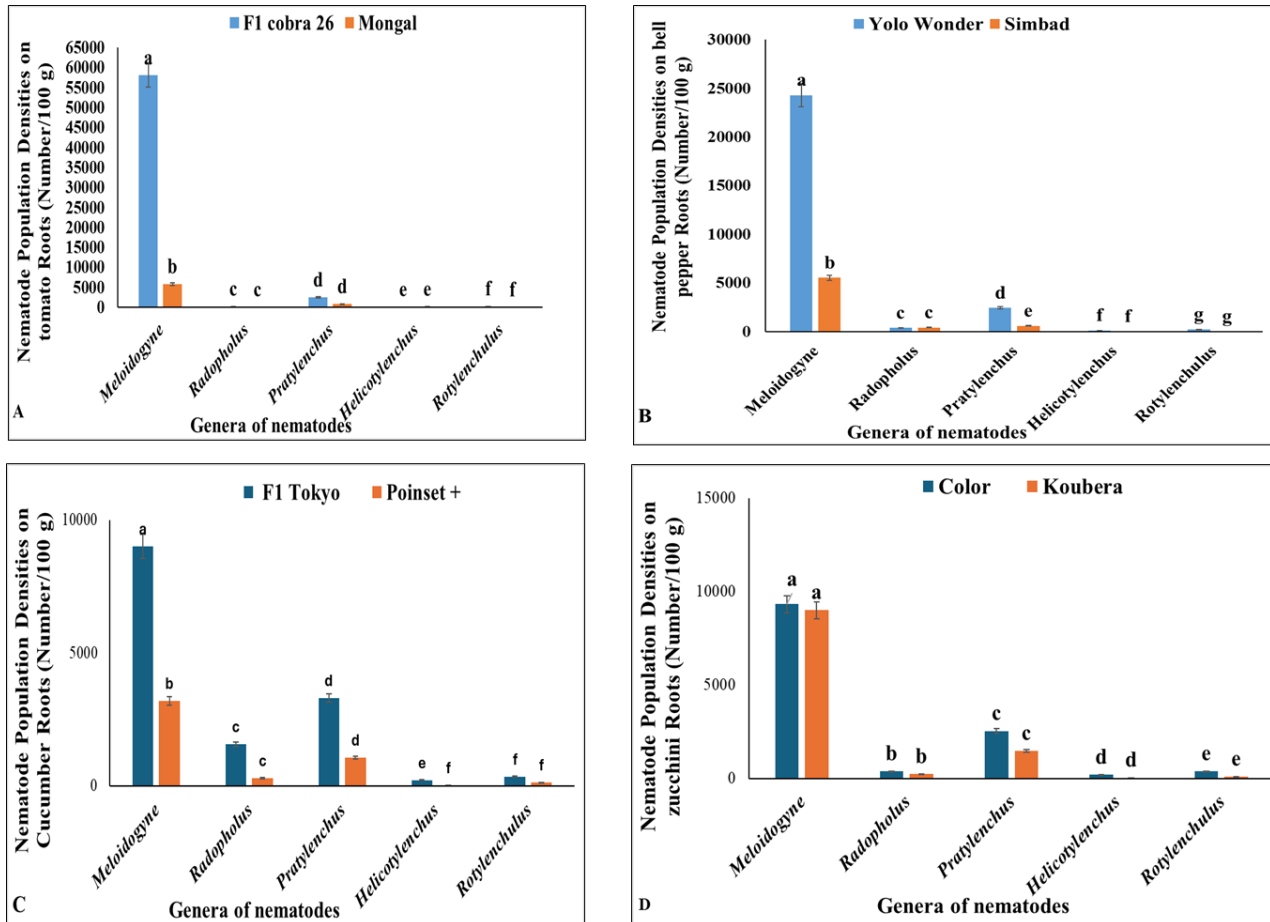 F1 cobra 26 Mongal
Nematode Population Densities on
tomato Roots (Number/100 g)
65000
60000
55000
50000
45000
40000
35000
30000
25000
20000
15000
10000
5000
0
a
b
c c
d d
e e
f f
Meloidogyne
Radopholus
Pratylenchus
Helicotylenchus
Rotylenchulus
Genera of nematodes
A
Yolo Wonder Simbad
Nematode Population Densities on bell
pepper Roots (Number/100 g)
30000
25000
20000
15000
10000
5000
0
a
b
c c
d
e
f f
g g
Meloidogyne
Radopholus
Pratylenchus
Helicotylenchus
Rotylenchulus
Genera of nematodes
B
F1 Tokyo Poinset +
Nematode Population Densities on
Cucumber Roots (Number/100 g)
10000
5000
0
a
b
c
c
d
d
e f
f f
Meloidogyne
Radopholus
Pratylenchus
Helicotylenchus
Rotylenchulus
Genera of nematodes
C
Color Koubera
Nematode Population Densities on
zucchini Roots (Number/100 g)
15000
10000
5000
0
a a
b b
c
c
d d
e e
Meloidogyne
Radopholus
Pratylenchus
Helicotylenchus
Rotylenchulus
Genera of nematodes
D